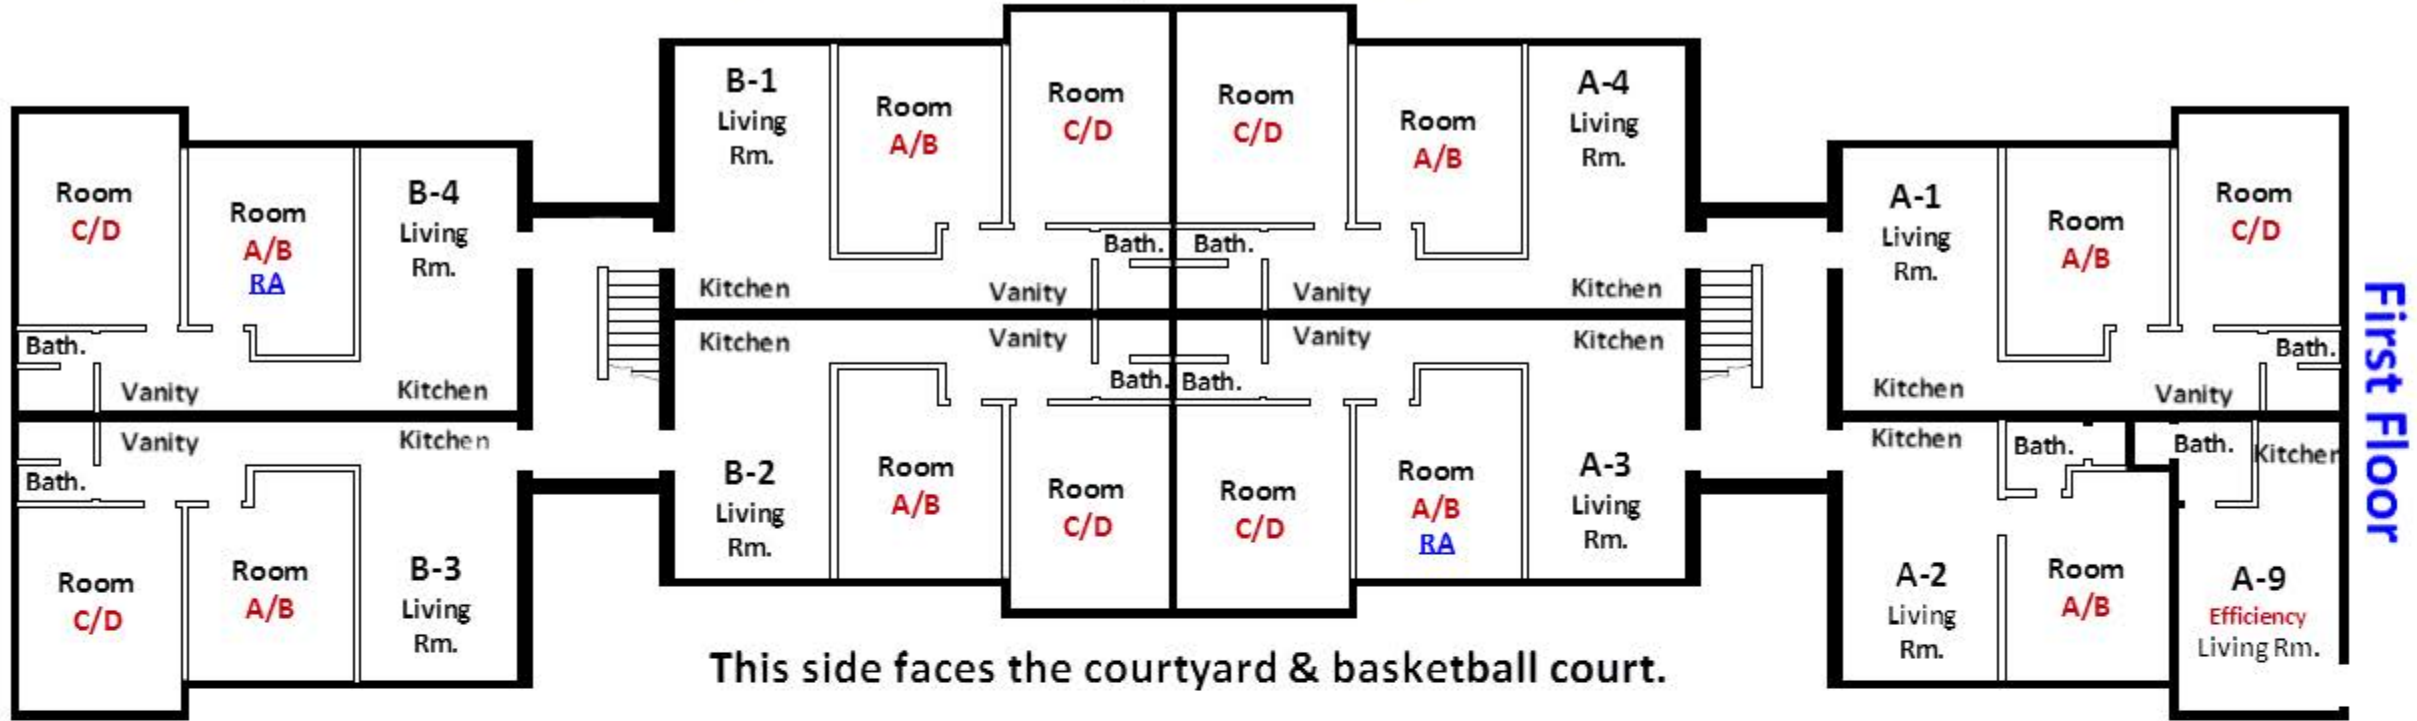 B-1
Living
Rm.
Room
A/B
Room
C/D
Room
C/D
Room
A/B
A-4
Living
Rm.
Room
C/D
Room
A/B
RA
B-4
Living
Rm.
A-1
Living
Rm.
Room
A/B
Room
C/D
Bath.
Bath.
Kitchen
Vanity
Vanity
Kitchen
Bath.
Vanity
Kitchen
Kitchen
Vanity
Vanity
Kitchen
Bath.
Bath.
Kitchen
Vanity
Bath.
First Floor
Vanity
Kitchen
Bath.
Room
C/D
Room
A/B
B-3
Living
Rm.
B-2
Living
Rm.
Room
A/B
Room
C/D
Room
C/D
Room
A/B
RA
A-3
Living
Rm.
Kitchen
Bath.
Bath.
Kitchen
A-2
Living
Rm.
Room
A/B
A-9
Efficiency
Living Rm.
This side faces the courtyard & basketball court.